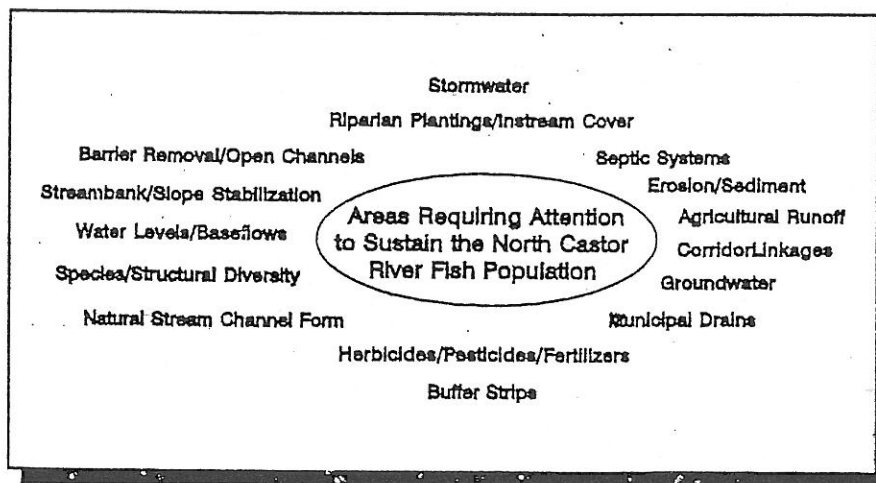 Stormwater
Riparian Plantings/Instream Cover
Barrier Removal/Open Channels
Septic Systems
Streambank/Slope Stabilization
Erosion/Sediment
Areas Requiring Attention
to Sustain the North Castor
River Fish Population
Agricultural Runoff
Water Levels/Baseflows
CorridorLinkages
Species/Structural Diversity
Groundwater
Natural Stream Channel Form
Municipal Drains
Herbicides/Pesticides/Fertilizers
Buffer Strips